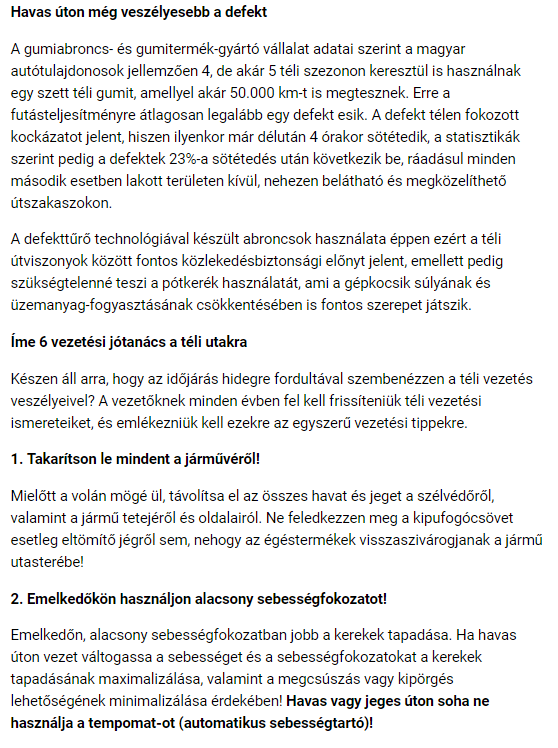 Havas úton még veszélyesebb a defekt
A gumiabroncs- és gumitermék-gyártó vállalat adatai szerint a magyar
autótulajdonosok jellemzően 4, de akár 5 téli szezonon keresztül is használnak
egy szett téli gumit, amellyel akár 50.000 km-t is megtesznek. Erre a
futásteljesítményre átlagosan legalább egy defekt esik. A defekt télen fokozott
kockázatot jelent, hiszen ilyenkor már délután 4 órakor sötétedik, a statisztikák
szerint pedig a defektek 23%-a sötétedés után következik be, ráadásul minden
második esetben lakott területen kívül, nehezen belátható és megközelíthető
útszakaszokon.
A defekttűrő technológiával készült abroncsok használata éppen ezért a téli
útviszonyok között fontos közlekedésbiztonsági előnyt jelent, emellett pedig
szükségtelenné teszi a pótkerék használatát, ami a gépkocsik súlyának és
üzemanyag-fogyasztásának csökkentésében is fontos szerepet játszik.
Íme 6 vezetési jótanács a téli utakra
Készen áll arra, hogy az időjárás hidegre fordultával szembenézzen a téli vezetés
veszélyeivel? A vezetőknek minden évben fel kell frissíteniük téli vezetési
ismereteiket, és emlékezniük kell ezekre az egyszerű vezetési tippekre.
1. Takarítson le mindent a járművéről!
Mielőtt a volán mögé ül, távolítsa el az összes havat és jeget a szélvédőről,
valamint a jármű tetejéről és oldalairól. Ne feledkezzen meg a kipufogócsövet
esetleg eltömítő jégről sem, nehogy az égéstermékek visszaszivárogjanak a jármű
utasterébe!
2. Emelkedőkön használjon alacsony sebességfokozatot!
Emelkedőn, alacsony sebességfokozatban jobb a kerekek tapadása. Ha havas
úton vezet váltogassa a sebességet és a sebességfokozatokat a kerekek
tapadásának maximalizálása, valamint a megcsúszás vagy kipörgés
lehetőségének minimalizálása érdekében! Havas vagy jeges úton soha ne
használja a tempomat-ot (automatikus sebességtartó)!